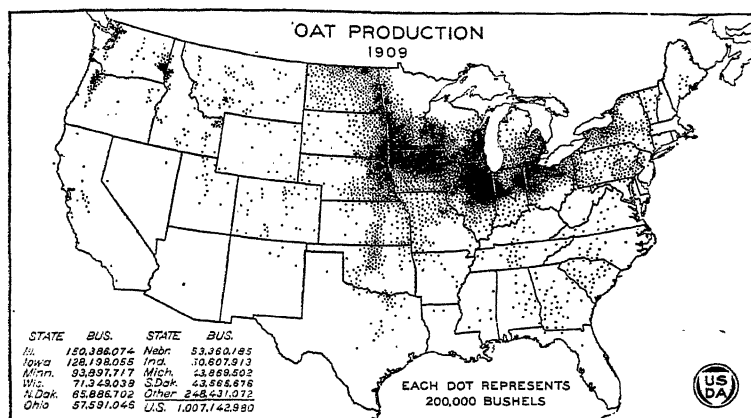 OAT PRODUCTION
1909
STATE BUS. STATE BUS.
Ill. 150,386,074 Nebr. 53,360,185
Iowa 128,198,055 Ind. 50,607,913
Minn. 93,897,717 Mich. 43,869,502
Wis. 71,349,038 S.Dak. 43,565,676
N.Dak. 65,886,702 Other 248,431,072
Ohio 57,591,046 U.S. 1,007,142,980
EACH DOT REPRESENTS
200,000 BUSHELS
US
DA